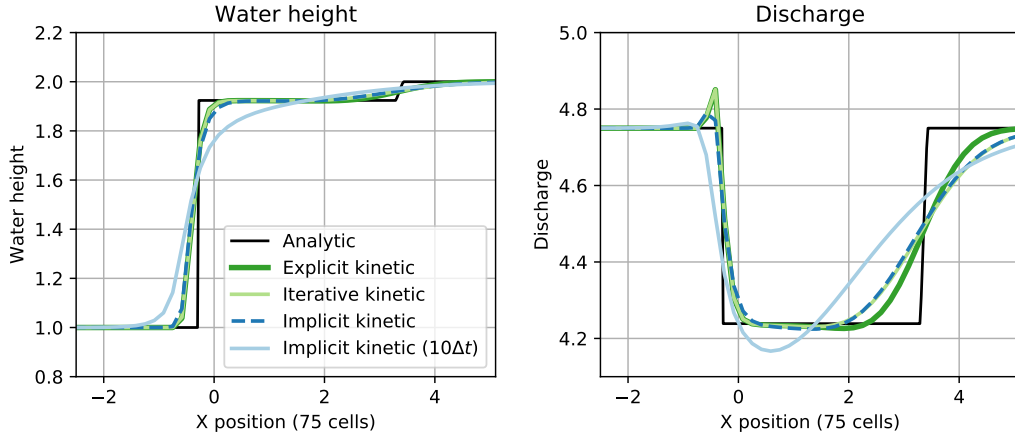 Water height
Water height
2.2
2.0
1.8
1.6
1.4
1.2
1.0
0.8
−2
0
2
4
X position (75 cells)
Analytic
Explicit kinetic
Iterative kinetic
Implicit kinetic
Implicit kinetic (10Δt)
Discharge
Discharge
5.0
4.8
4.6
4.4
4.2
−2
0
2
4
X position (75 cells)